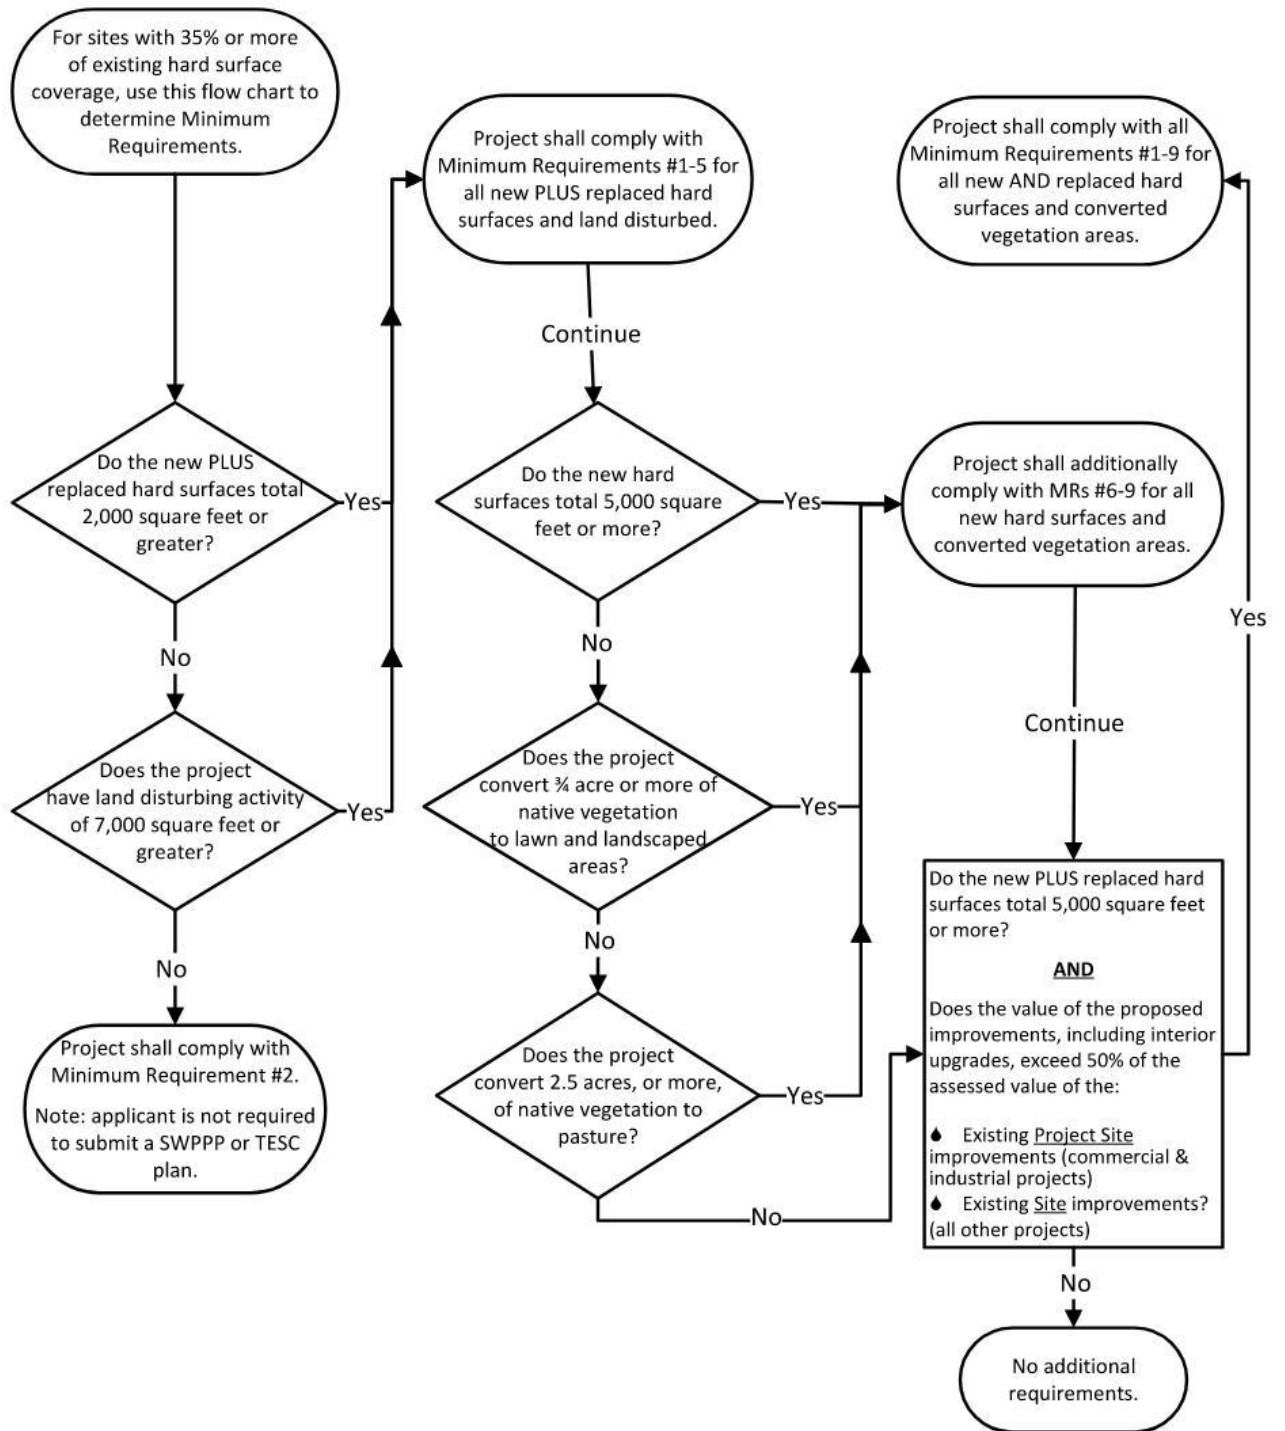 For sites with 35% or more
of existing hard surface
coverage, use this flow chart to
determine Minimum
Requirements.
Do the new PLUS
replaced hard surfaces total
2,000 square feet or
greater?
Yes
No
Does the project
have land disturbing activity
of 7,000 square feet or
greater?
Yes
No
Project shall comply with
Minimum Requirement #2.
Note: applicant is not required
to submit a SWPPP or TESC
plan.
Project shall comply with
Minimum Requirements #1-5 for
all new PLUS replaced hard
surfaces and land disturbed.
Continue
Do the new hard
surfaces total 5,000 square
feet or more?
Yes
No
Does the project
convert ¾ acre or more of
native vegetation
to lawn and landscaped
areas?
Yes
No
Does the project
convert 2.5 acres, or more,
of native vegetation to
pasture?
Yes
No
Project shall comply with all
Minimum Requirements #1-9 for
all new AND replaced hard
surfaces and converted
vegetation areas.
Project shall additionally
comply with MRs #6-9 for all
new hard surfaces and
converted vegetation areas.
Continue
Yes
Do the new PLUS replaced hard
surfaces total 5,000 square feet
or more?
AND
Does the value of the proposed
improvements, including interior
upgrades, exceed 50% of the
assessed value of the:
Existing Project Site
improvements (commercial &
industrial projects)
Existing Site improvements?
(all other projects)
No
No additional
requirements.